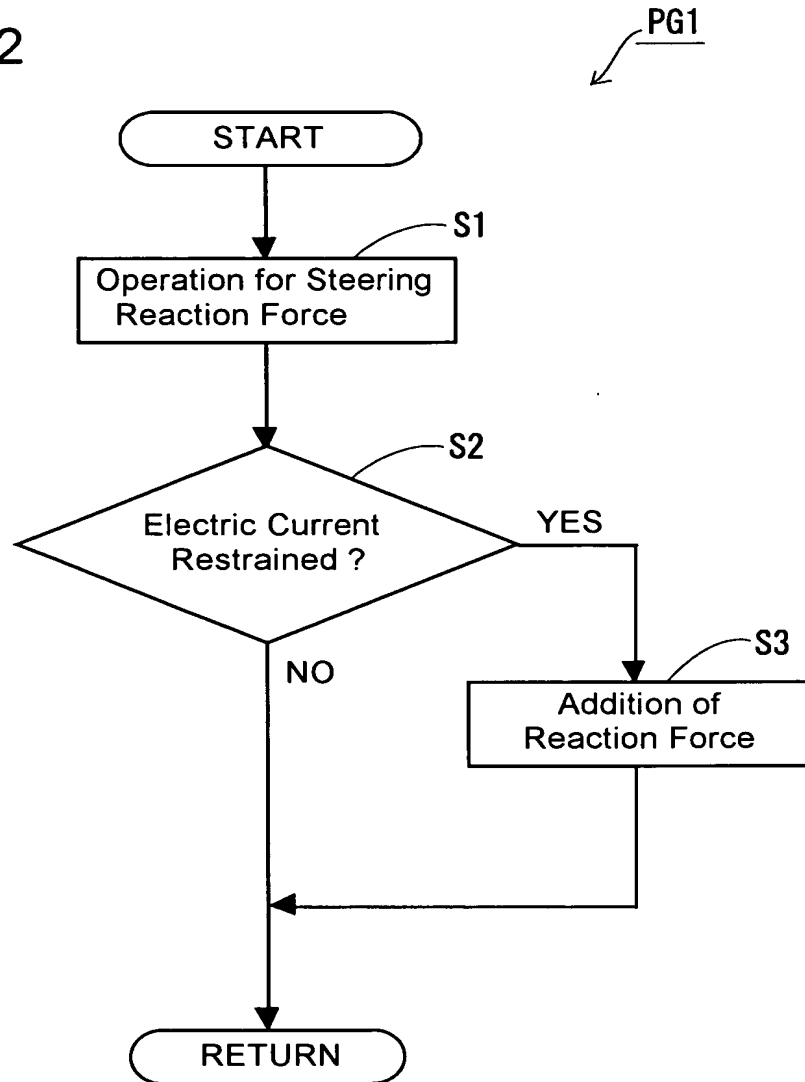 2
PG1
START
S1
Operation for Steering
Reaction Force
S2
Electric Current
Restrained ?
YES
NO
S3
Addition of
Reaction Force
RETURN